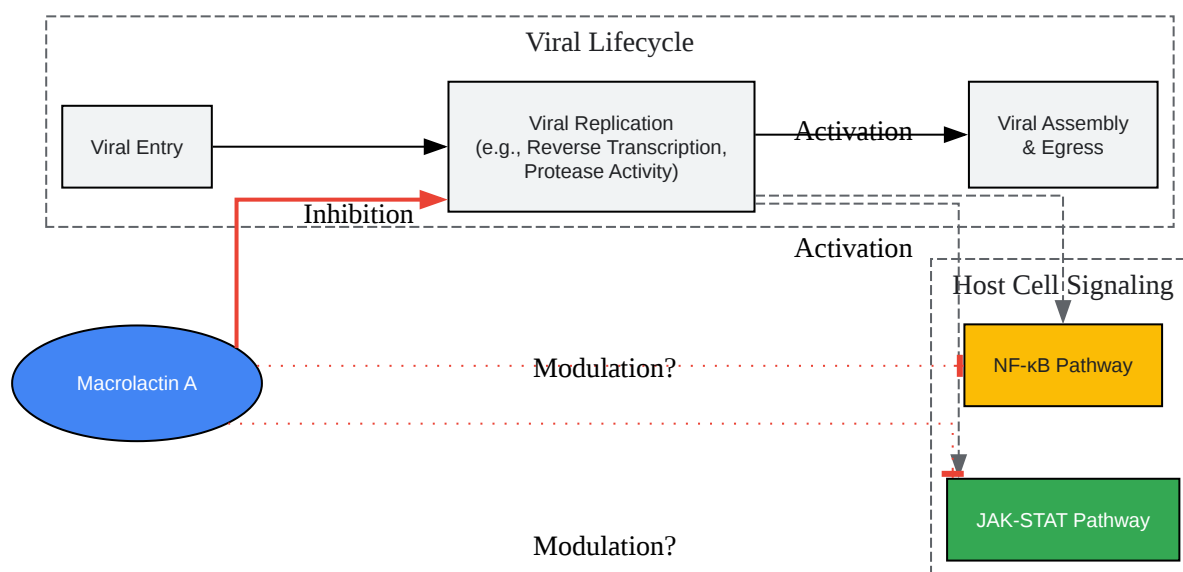 Viral Lifecycle
Viral Entry
Viral Replication
(e.g., Reverse Transcription,
Protease Activity)
Activation
Viral Assembly
& Egress
Inhibition
Activation
Host Cell Signaling
Macrolactin A
Modulation?
NF-κB Pathway
JAK-STAT Pathway
Modulation?